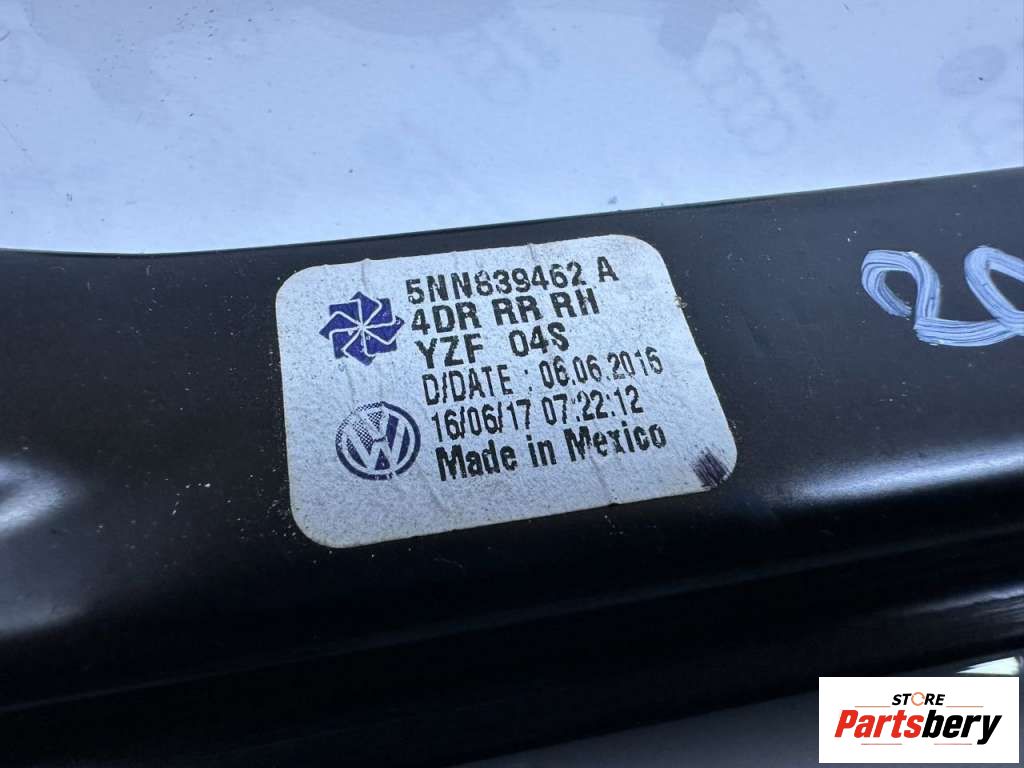 5NN839462 A
4DR RR RH
YZF 04S
D/DATE : 06.06.2016
16/06/17 07:22:12
Made in Mexico
STORE
Partsbery